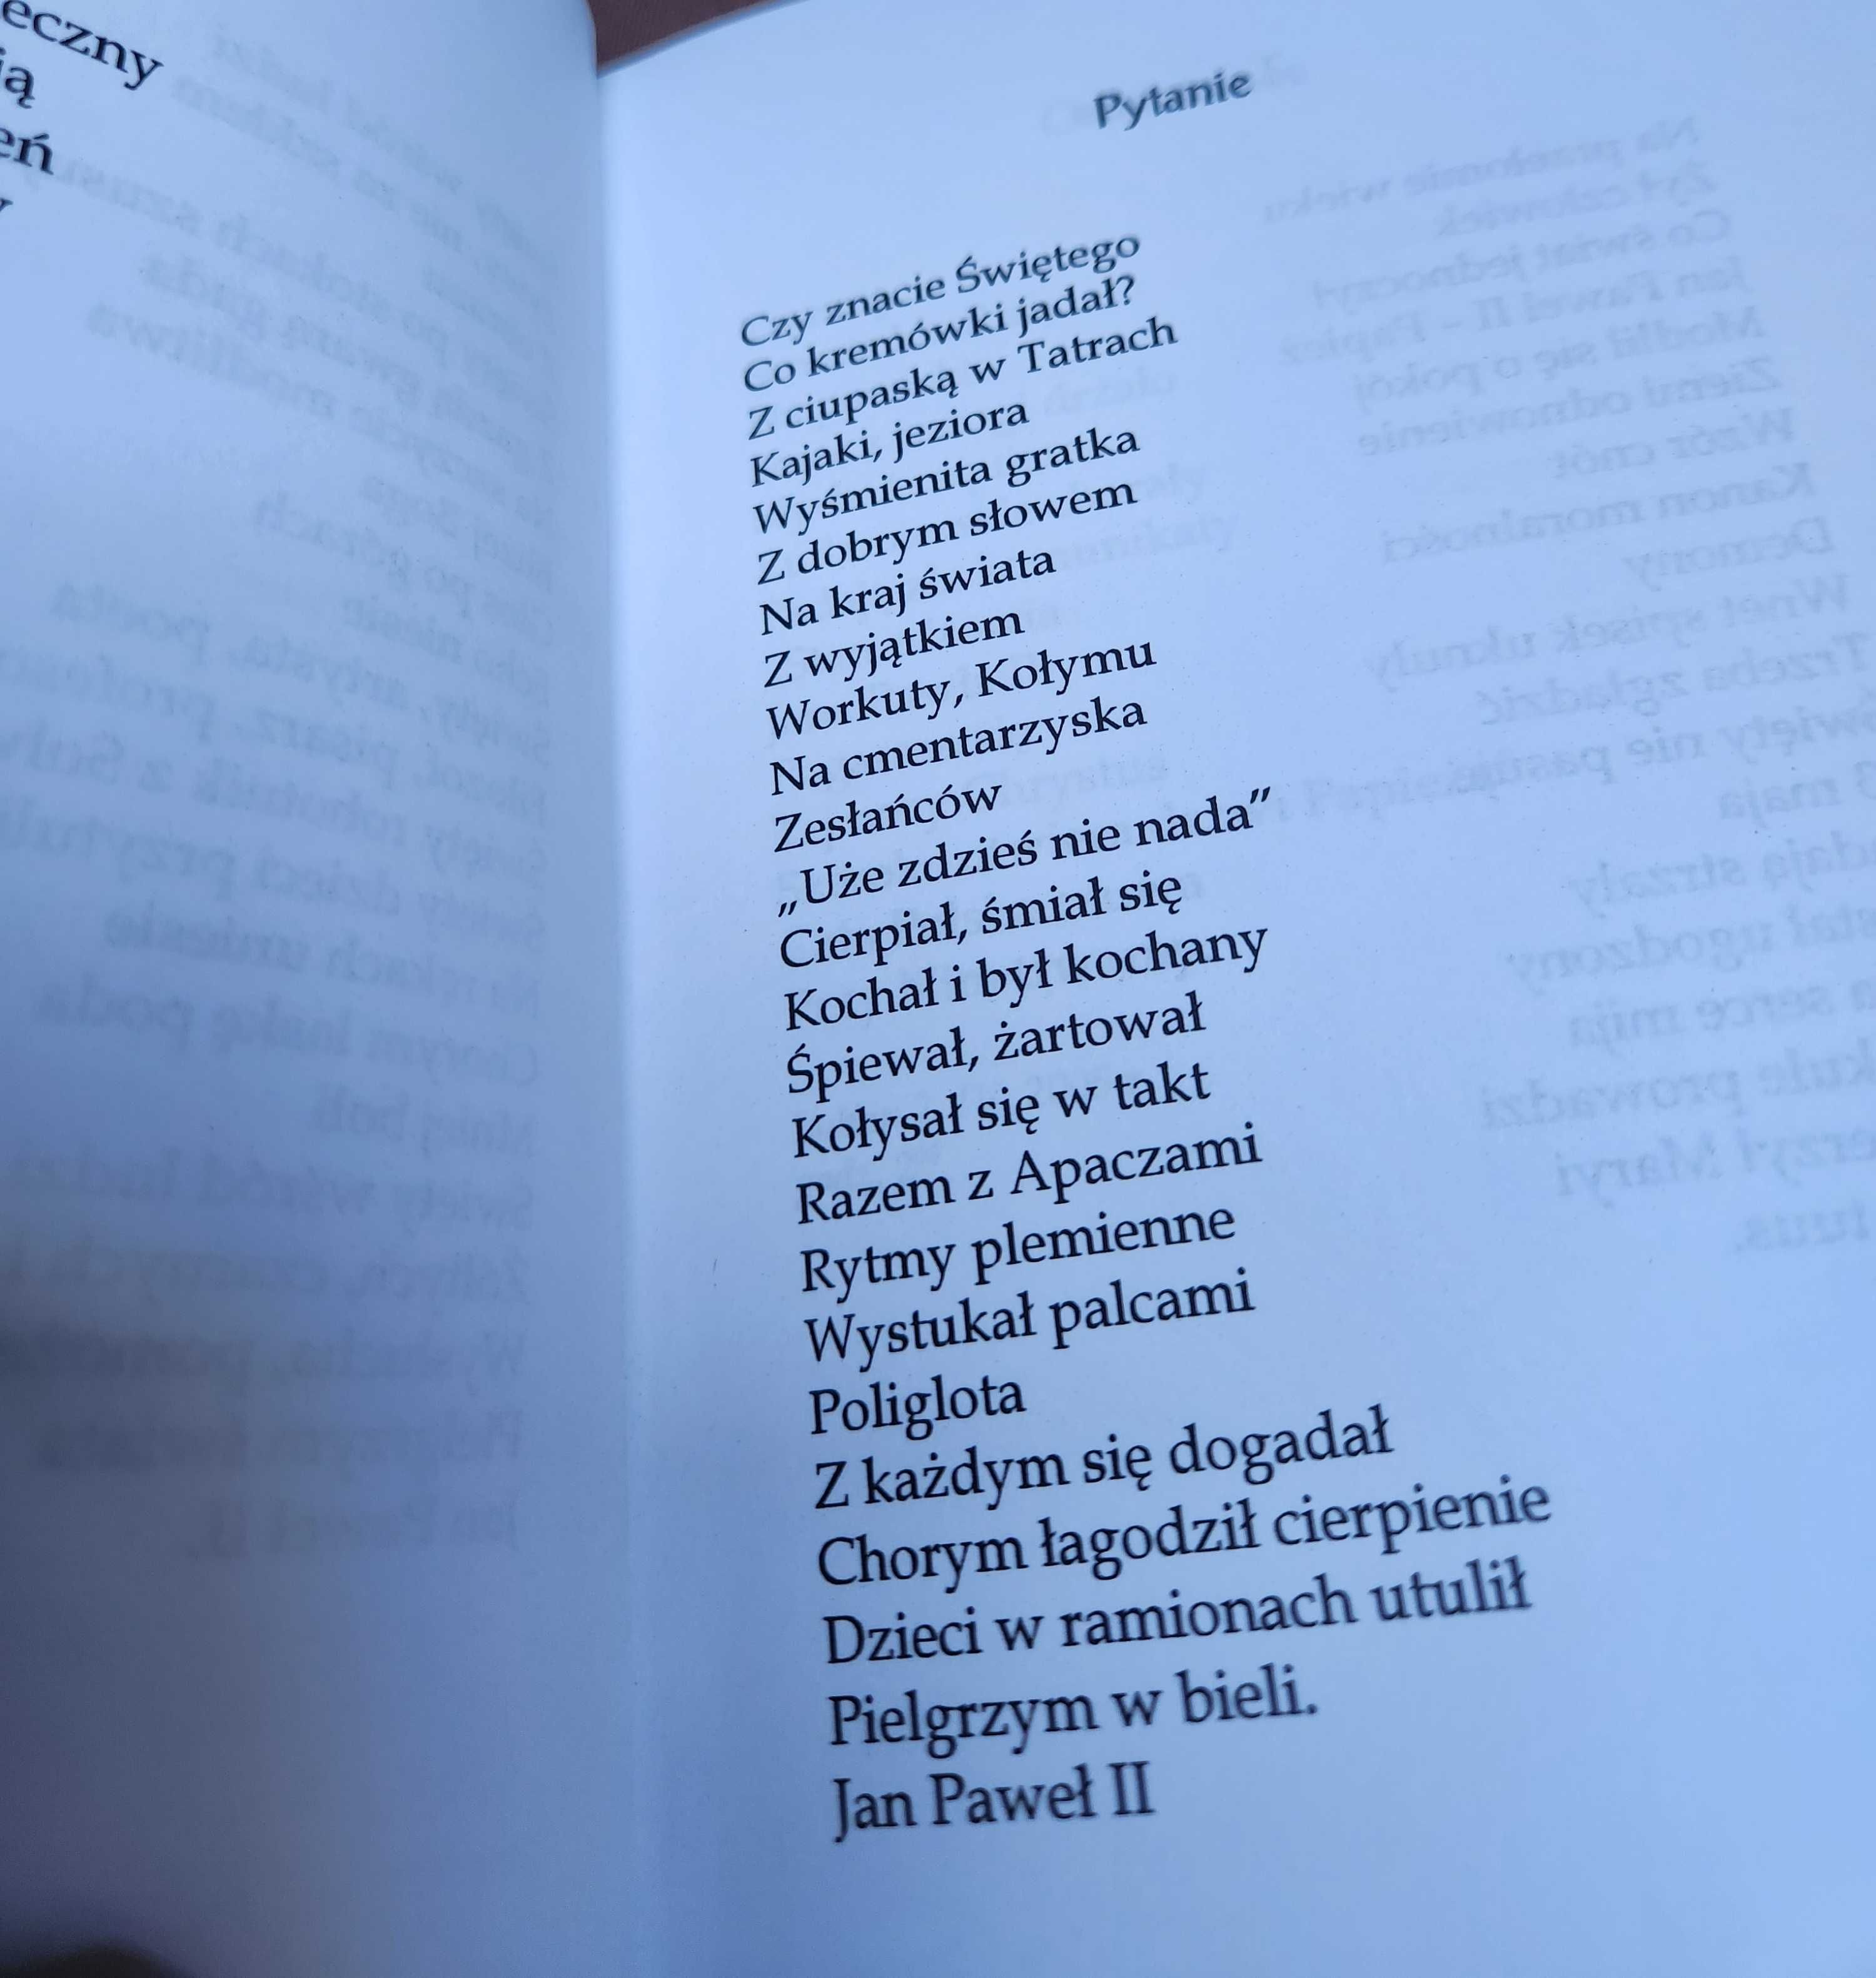 eczny
ią
eń
Pytanie
Czy znacie Świętego
Co kremówki jadał?
Z ciupaską w Tatrach
Kajaki, jeziora
Wyśmienita gratka
Z dobrym słowem
Na kraj świata
Z wyjątkiem
Workuty, Kołymu
Na cmentarzyska
Zesłańców
„Uże zdzieś nie nada”
Cierpiał, śmiał się
Kochał i był kochany
Śpiewał, żartował
Kołysał się w takt
Razem z Apaczami
Rytmy plemienne
Wystukał palcami
Poliglota
Z każdym się dogadał
Chorym łagodził cierpienie
Dzieci w ramionach utulił
Pielgrzym w bieli.
Jan Paweł II